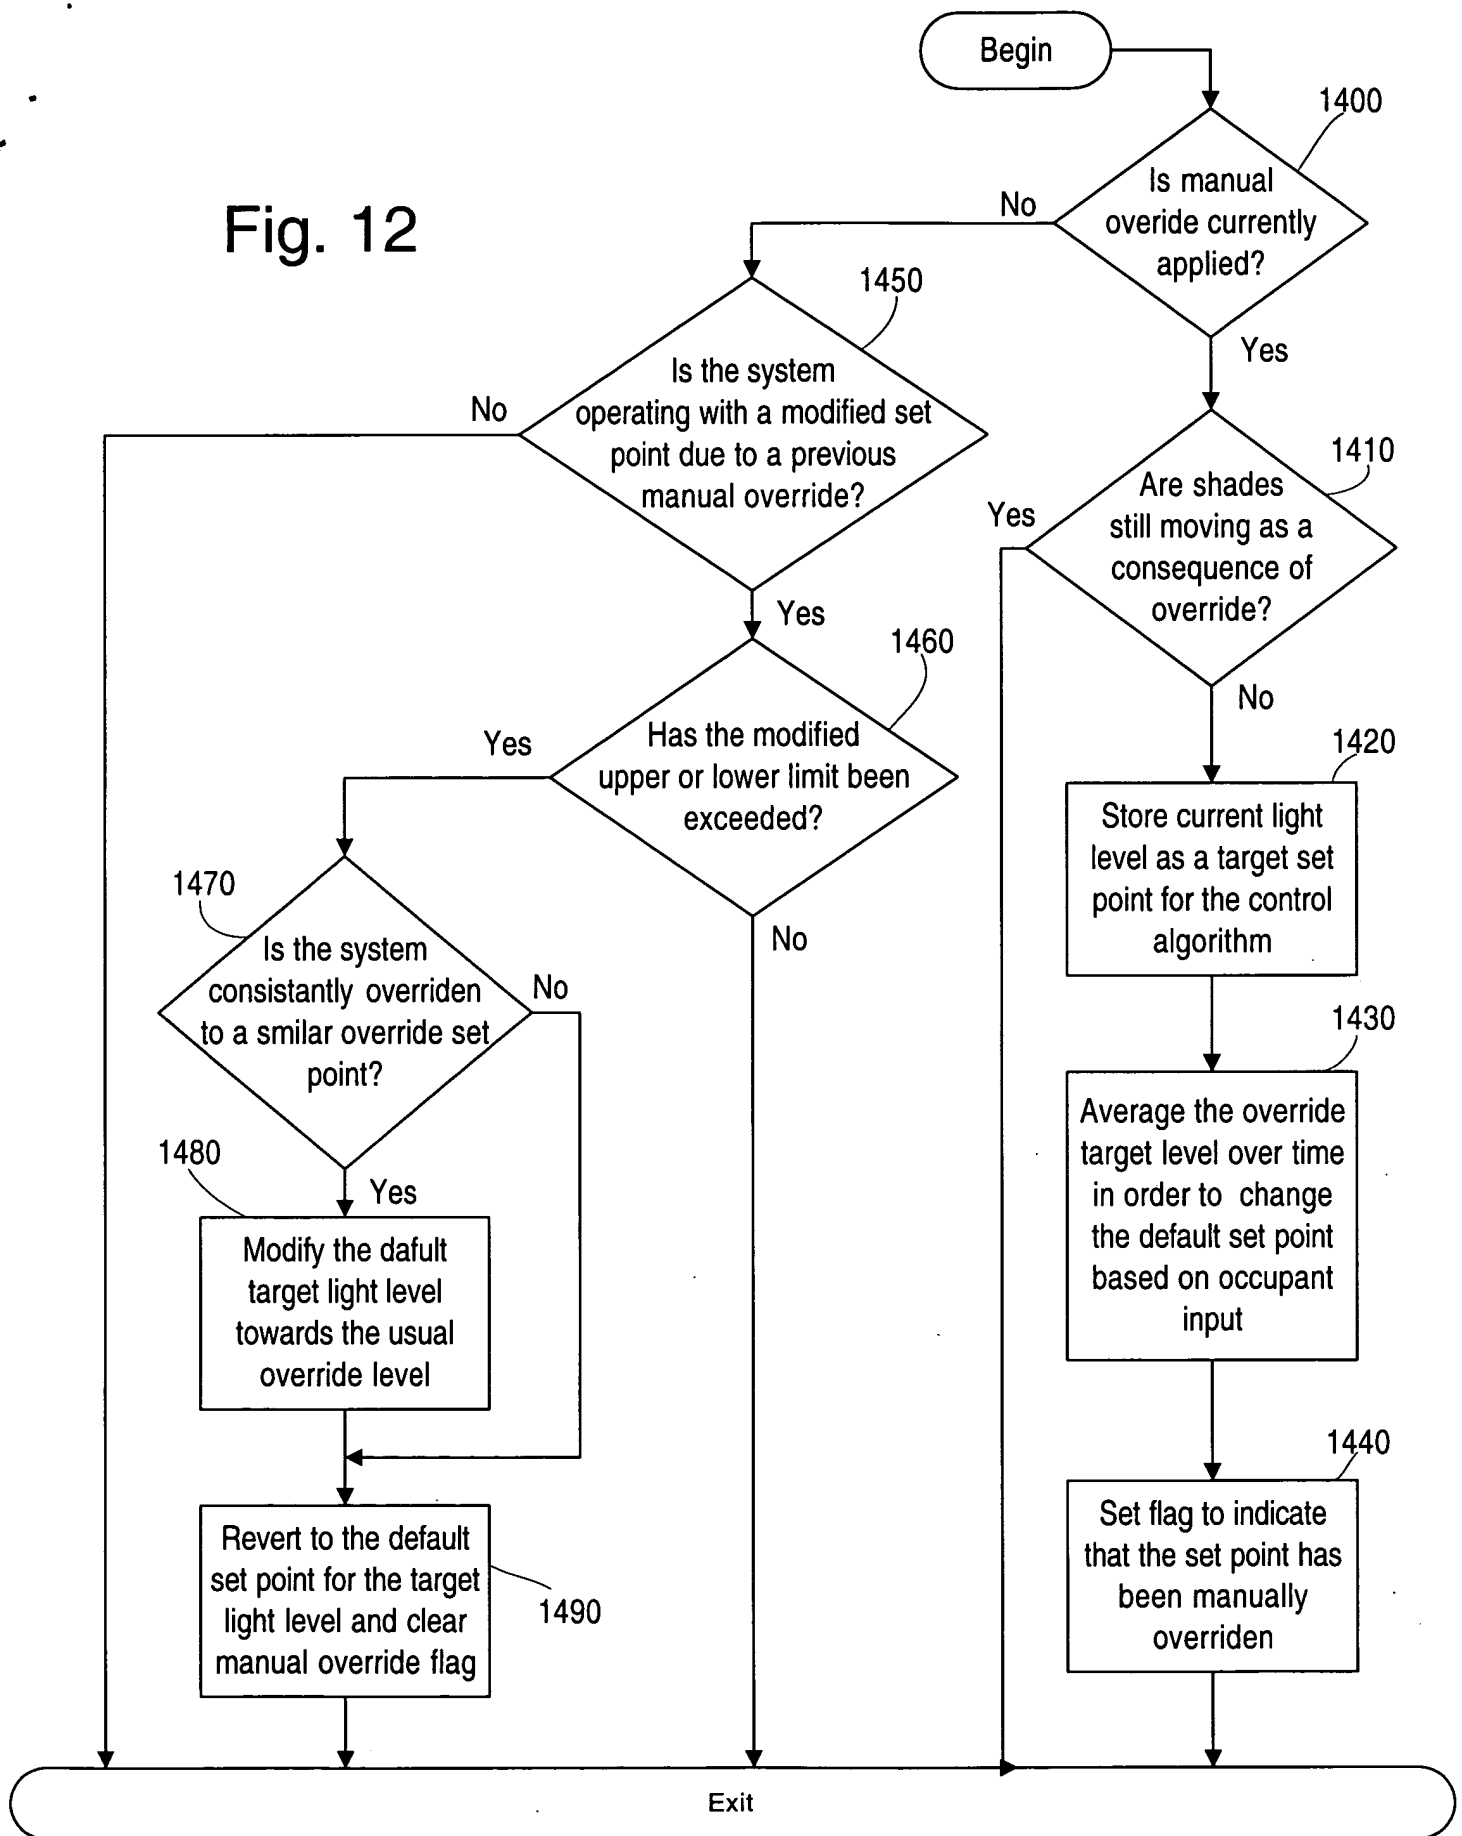 Begin
1400
Is manual
overide currently
applied?
No
Yes
Fig. 12
1450
Is the system
operating with a modified set
point due to a previous
manual override?
No
Yes
1410
Are shades
still moving as a
consequence of
override?
Yes
No
1460
Has the modified
upper or lower limit been
exceeded?
Yes
No
1420
Store current light
level as a target set
point for the control
algorithm
1470
Is the system
consistantly overriden
to a smilar override set
point?
No
Yes
1430
Average the override
target level over time
in order to change
the default set point
based on occupant
input
1480
Modify the dafult
target light level
towards the usual
override level
1440
Set flag to indicate
that the set point has
been manually
overriden
Revert to the default
set point for the target
light level and clear
manual override flag
1490
Exit